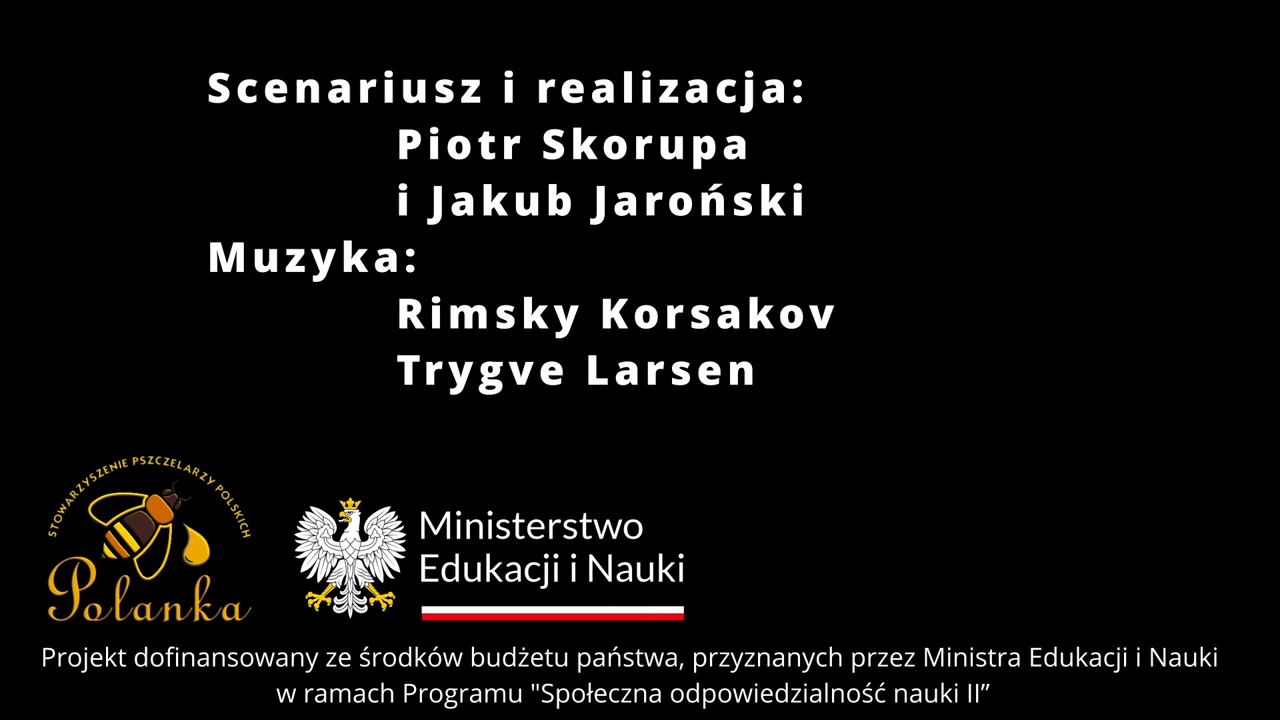 Scenariusz i realizacja:
Piotr Skorupa
i Jakub Jaroński
Muzyka:
Rimsky Korsakov
Trygve Larsen
STOWARZYSZENIE PSZCZELARZY POLSKICH
Polanka
Ministerstwo
Edukacji i Nauki
Projekt dofinansowany ze środków budżetu państwa, przyznanych przez Ministra Edukacji i Nauki
w ramach Programu "Społeczna odpowiedzialność nauki II”